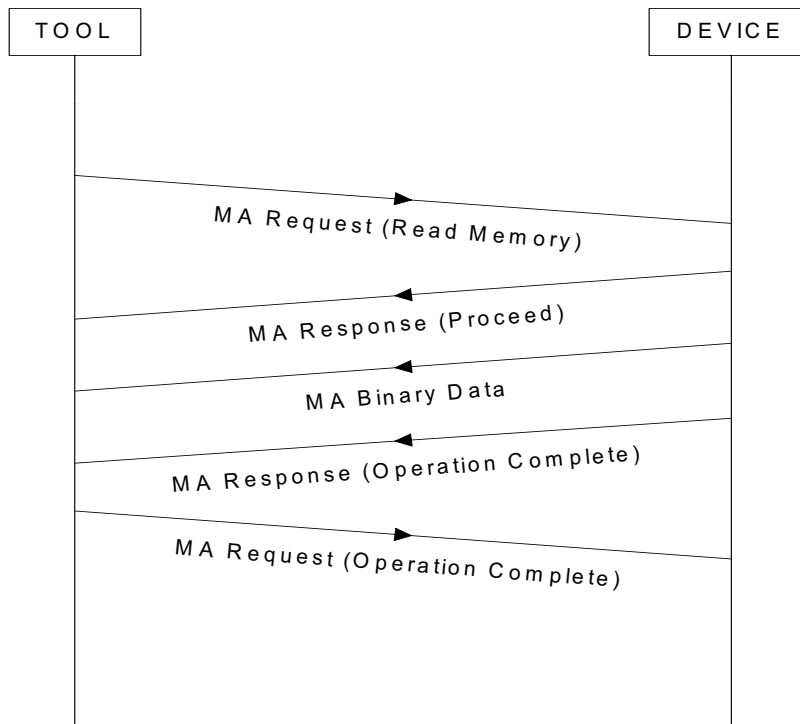 TOOL
DEVICE
MA Request (Read Memory)
MA Response (Proceed)
MA Binary Data
MA Response (Operation Complete)
MA Request (Operation Complete)